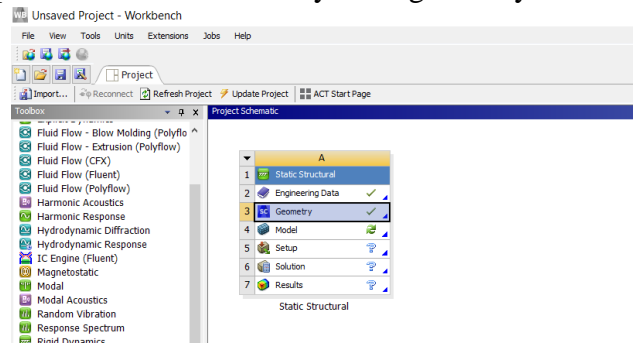 Unsaved Project - Workbench
File View Tools Units Extensions Jobs Help
Project
Import... Reconnect Refresh Project Update Project ACT Start Page
Toolbox
Project Schematic
Fluid Flow - Blow Molding (Polyflo
Fluid Flow - Extrusion (Polyflow)
Fluid Flow (CFX)
Fluid Flow (Fluent)
Fluid Flow (Polyflow)
Harmonic Acoustics
Harmonic Response
Hydrodynamic Diffraction
Hydrodynamic Response
IC Engine (Fluent)
Magnetostatic
Modal
Modal Acoustics
Random Vibration
Response Spectrum
Rigid Dynamics
A
1 Static Structural
2 Engineering Data
3 SC Geometry
4 Model
5 Setup
6 Solution
7 Results
Static Structural